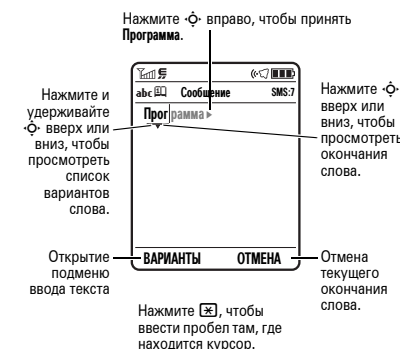 Нажмите ·Ô· вправо, чтобы принять
Программа.
abc Сообщение SMS:7
Программа
Нажмите и
удерживайте
·Ô· вверх или
вниз, чтобы
просмотреть
список
вариантов
слова.
Нажмите ·Ô·
вверх или
вниз, чтобы
просмотреть
окончания
слова.
ВАРИАНТЫ ОТМЕНА
Открытие
подменю
ввода текста
Отмена
текущего
окончания
слова.
Нажмите *, чтобы
ввести пробел там, где
находится курсор.